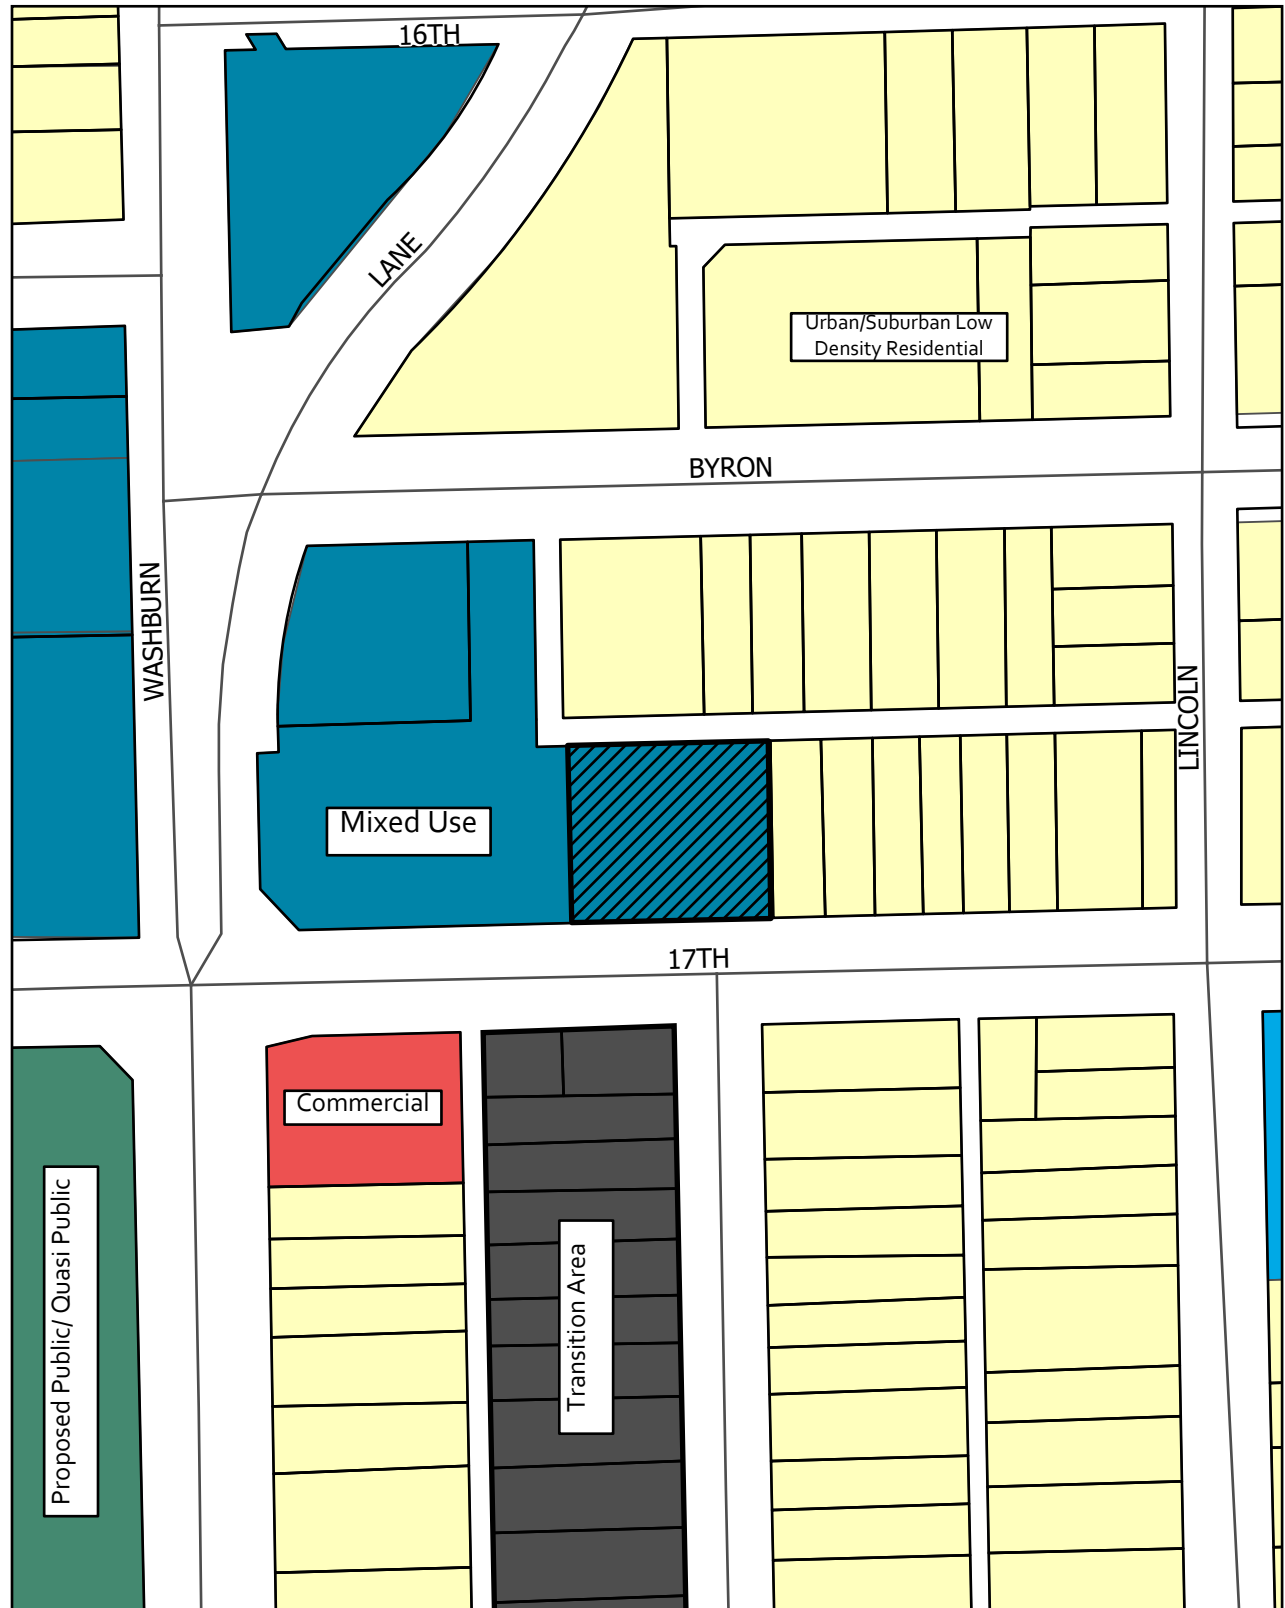 16TH
LANE
Urban/Suburban Low
Density Residential
BYRON
WASHBURN
LINCOLN
Mixed Use
17TH
Commercial
Proposed Public/ Quasi Public
Transition Area